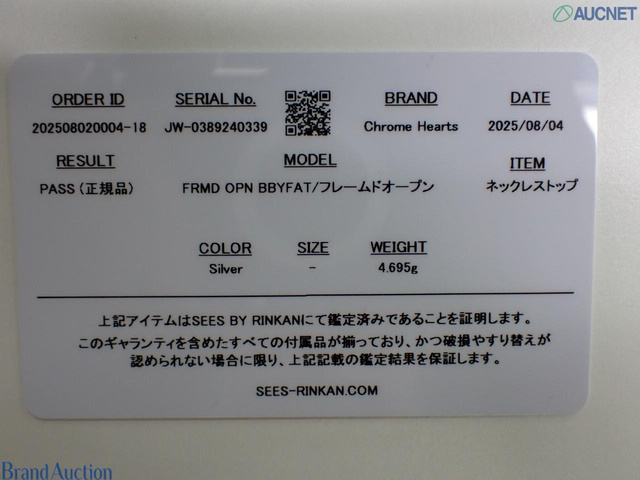 AUCNET
ORDER ID
SERIAL No.
BRAND
DATE
202508020004-18
JW-0389240339
Chrome Hearts
2025/08/04
RESULT
MODEL
ITEM
PASS (正規品)
FRMD OPN BBYFAT/フレームドオープン
ネックレストップ
COLOR
SIZE
WEIGHT
Silver
-
4.695g
上記アイテムはSEES BY RINKANにて鑑定済みであることを証明します。
このギャランティを含めたすべての付属品が揃っており、かつ破損やすり替えが
認められない場合に限り、上記記載の鑑定結果を保証します。
SEES-RINKAN.COM
Brand Auction